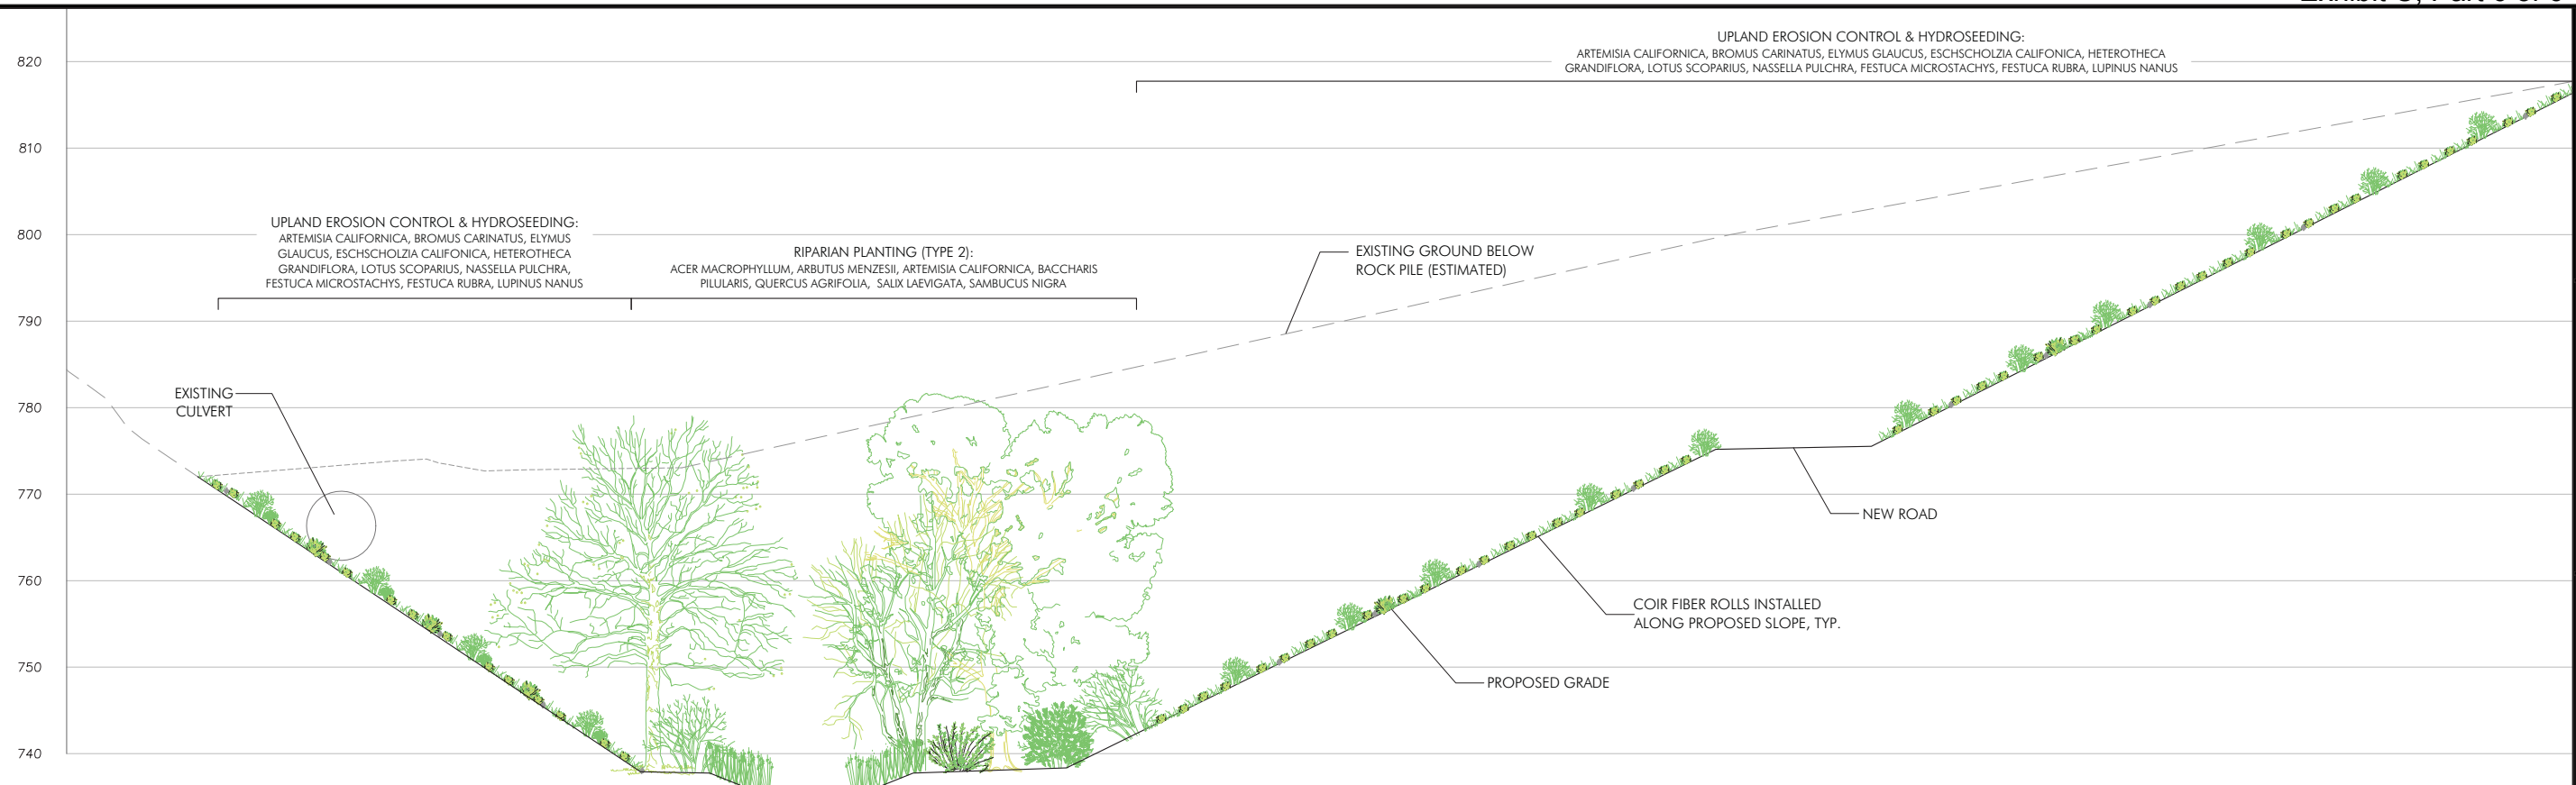 UPLAND EROSION CONTROL & HYDROSEEDING:
ARTEMISIA CALIFORNICA, BROMUS CARINATUS, ELYMUS GLAUCUS, ESCHSCHOLZIA CALIFONICA, HETEROTHECA
GRANDIFLORA, LOTUS SCOPARIUS, NASSELLA PULCHRA, FESTUCA MICROSTACHYS, FESTUCA RUBRA, LUPINUS NANUS
820
810
800
790
780
770
760
750
740
UPLAND EROSION CONTROL & HYDROSEEDING:
ARTEMISIA CALIFORNICA, BROMUS CARINATUS, ELYMUS
GLAUCUS, ESCHSCHOLZIA CALIFONICA, HETEROTHECA
GRANDIFLORA, LOTUS SCOPARIUS, NASSELLA PULCHRA,
FESTUCA MICROSTACHYS, FESTUCA RUBRA, LUPINUS NANUS
RIPARIAN PLANTING (TYPE 2):
ACER MACROPHYLLUM, ARBUTUS MENZESII, ARTEMISIA CALIFORNICA, BACCHARIS
PILULARIS, QUERCUS AGRIFOLIA, SALIX LAEVIGATA, SAMBUCUS NIGRA
EXISTING GROUND BELOW
ROCK PILE (ESTIMATED)
EXISTING
CULVERT
NEW ROAD
COIR FIBER ROLLS INSTALLED
ALONG PROPOSED SLOPE, TYP.
PROPOSED GRADE